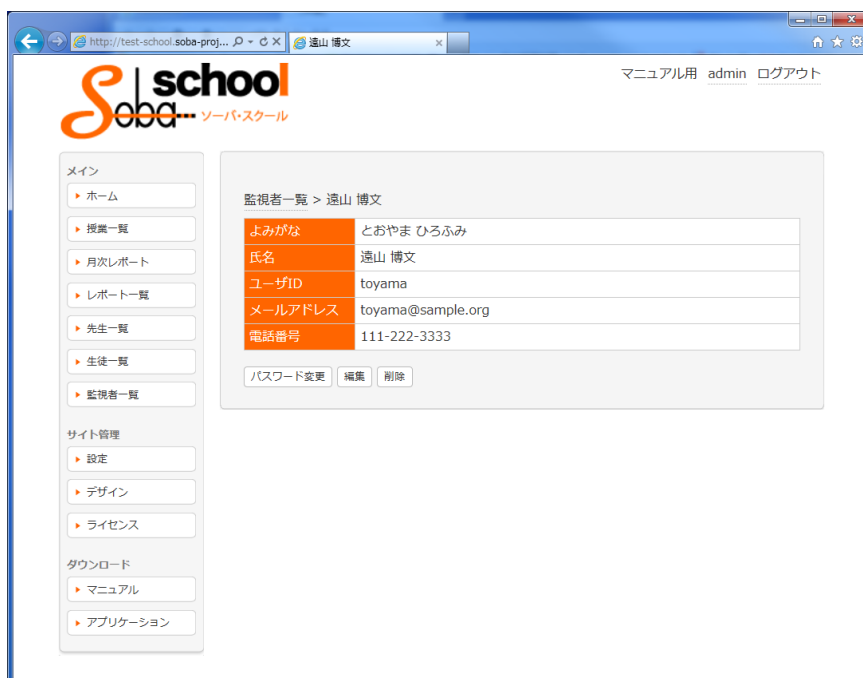 http://test-school.soba-proj...
遠山 博文
school
Soba
ソーバ・スクール
マニュアル用 admin ログアウト
メイン
ホーム
授業一覧
月次レポート
レポート一覧
先生一覧
生徒一覧
監視者一覧
サイト管理
設定
デザイン
ライセンス
ダウンロード
マニュアル
アプリケーション
監視者一覧 > 遠山 博文
よみがな とおやま ひろふみ
氏名 遠山 博文
ユーザID toyama
メールアドレス toyama@sample.org
電話番号 111-222-3333
パスワード変更 編集 削除